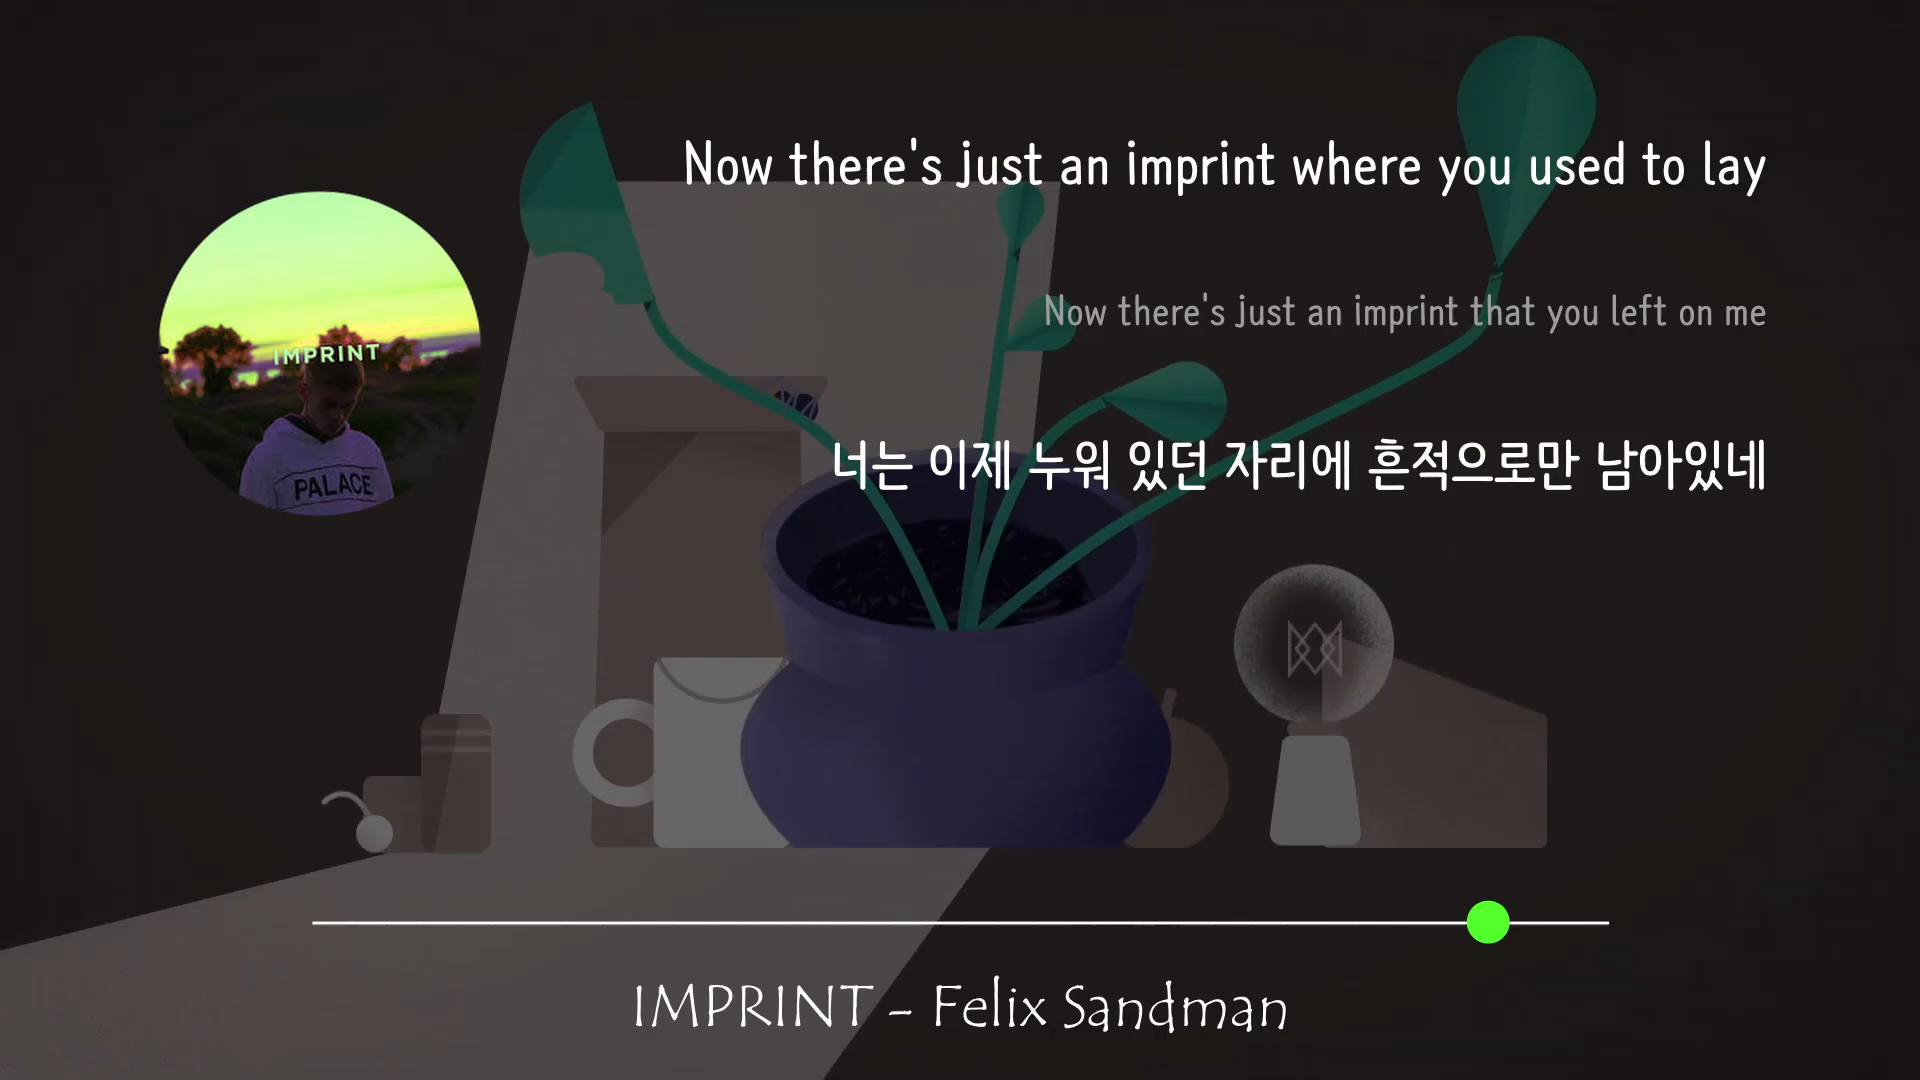 Now there's just an imprint where you used to lay
Now there's just an imprint that you left on me
IMPRINT
PALACE
너는 이제 누워 있던 자리에 흔적으로만 남아있네
IMPRINT - Felix Sandman